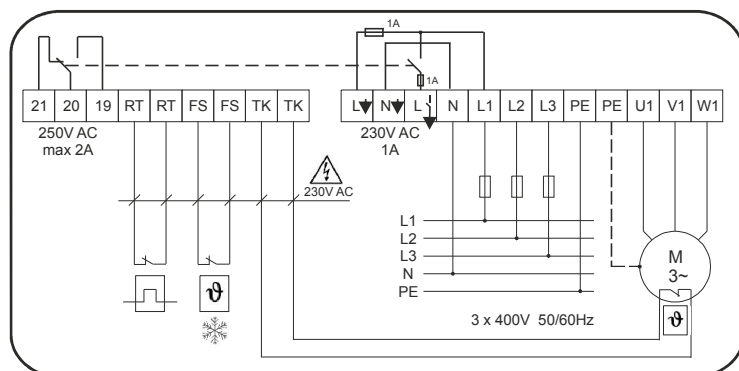 1A
1A
21 20 19 RT RT FS FS TK TK
L N L N L1 L2 L3 PE PE U1 V1 W1
250V AC
max 2A
230V AC
1A
230V AC
L1
L2
L3
N
PE
M
3~
ϑ
ϑ
3 x 400V 50/60Hz